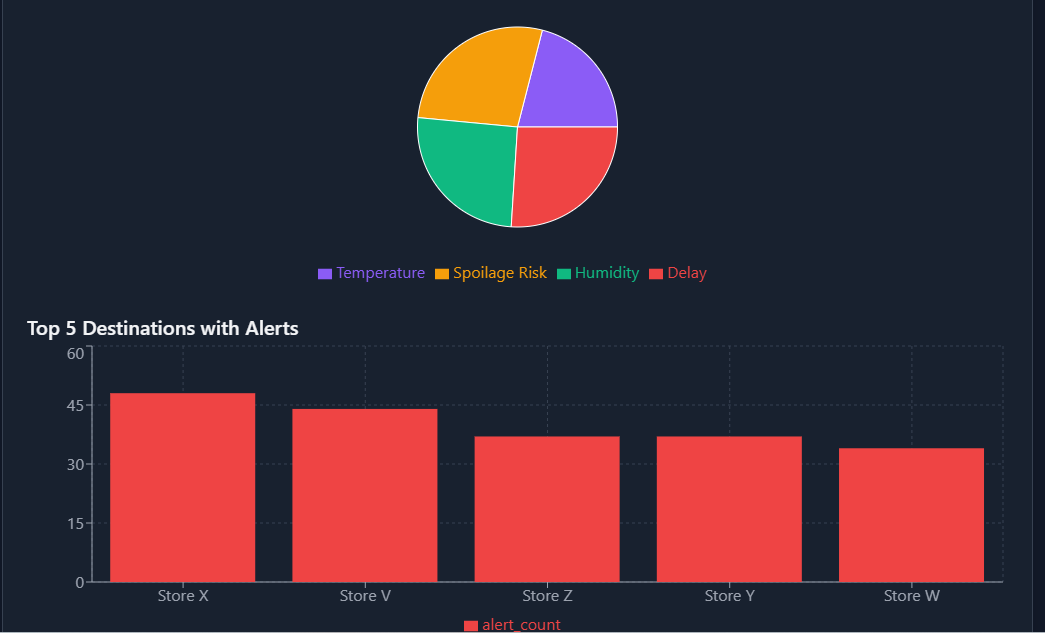 Temperature Spoilage Risk Humidity Delay
Top 5 Destinations with Alerts
60
45
30
15
0
Store X Store V Store Z Store Y Store W
alert_count